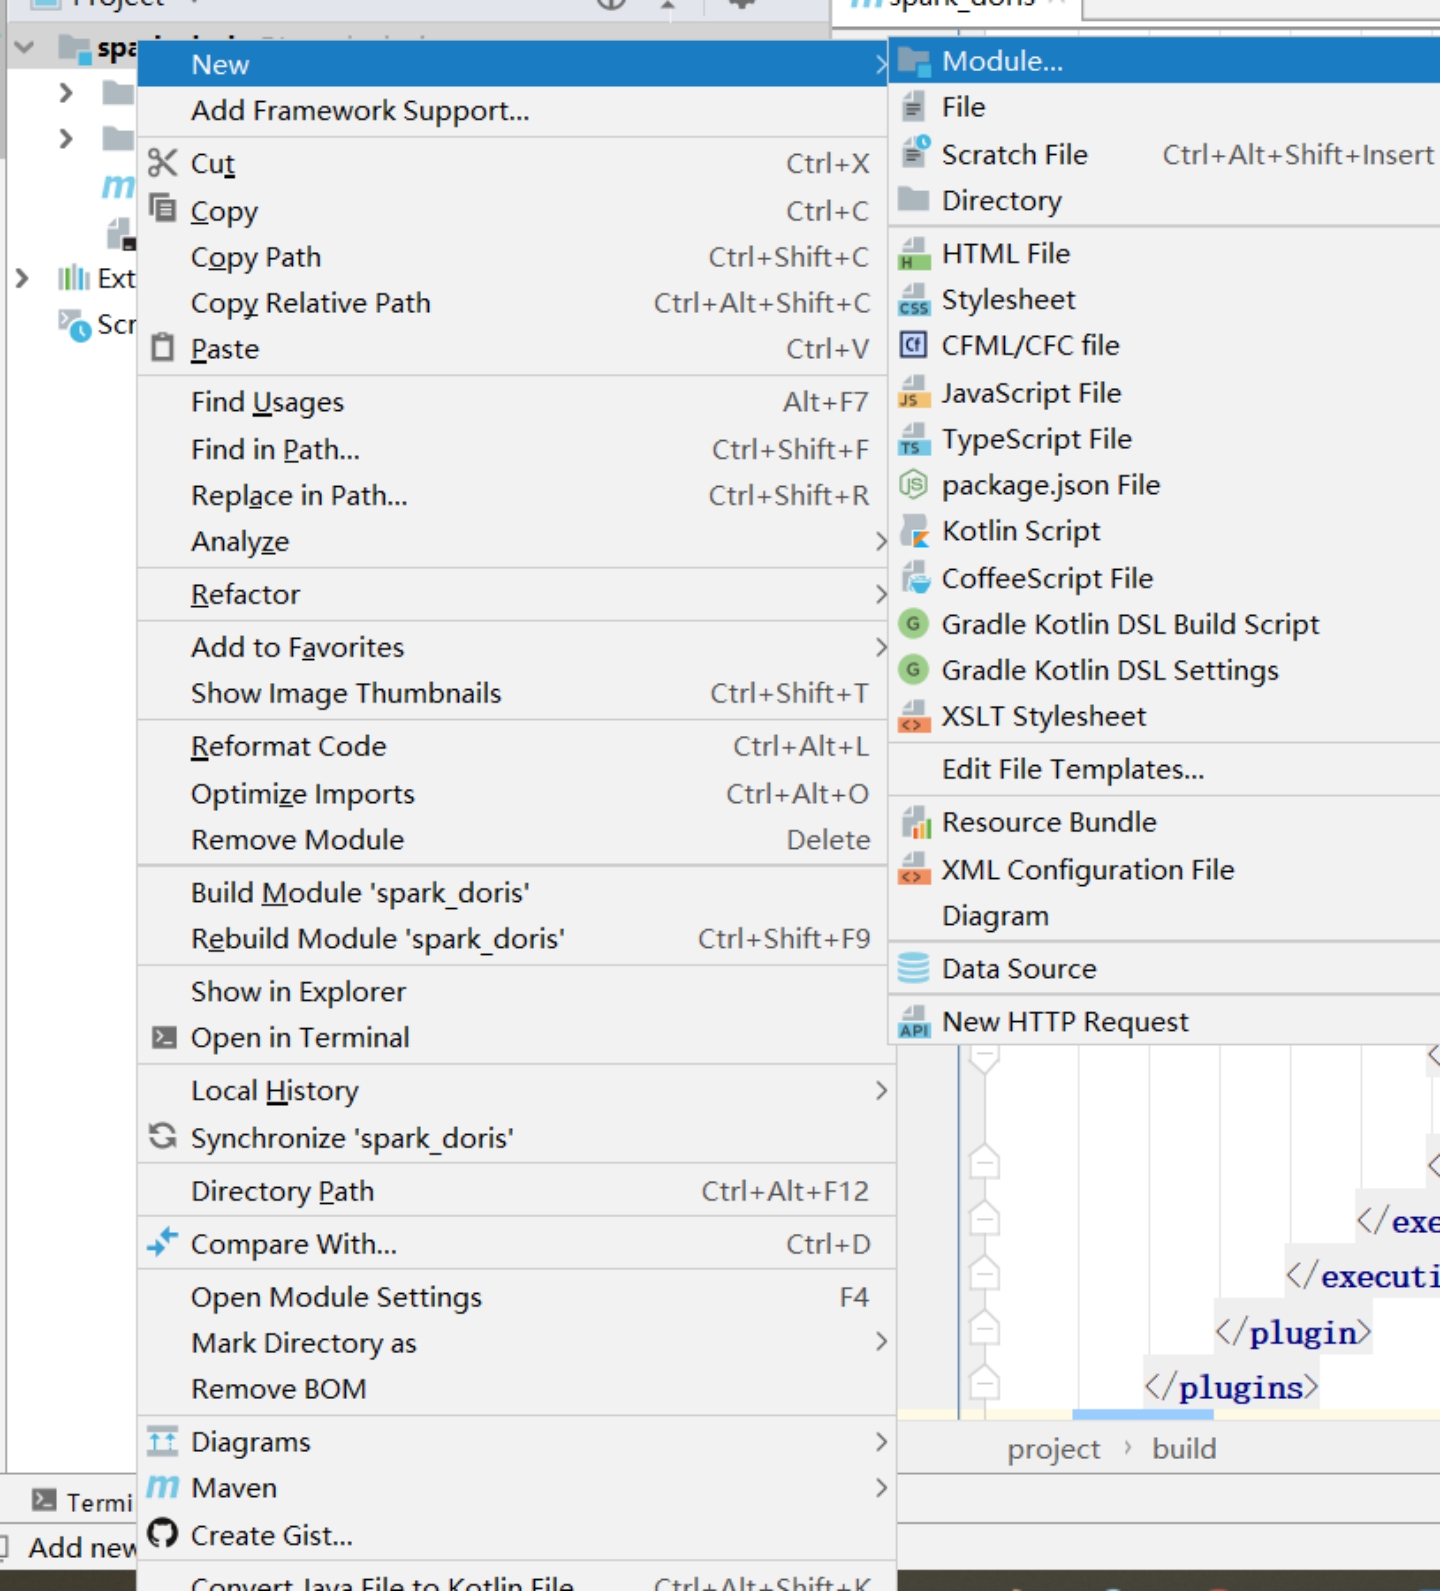 Project
spark_doris
New
Module...
Add Framework Support...
File
Cut Ctrl+X
Scratch File Ctrl+Alt+Shift+Insert
Copy Ctrl+C
Directory
Copy Path Ctrl+Shift+C
HTML File
Copy Relative Path Ctrl+Alt+Shift+C
Stylesheet
Paste Ctrl+V
CFML/CFC file
Find Usages Alt+F7
JavaScript File
Find in Path... Ctrl+Shift+F
TypeScript File
Replace in Path... Ctrl+Shift+R
package.json File
Analyze
Kotlin Script
Refactor
CoffeeScript File
Add to Favorites
Gradle Kotlin DSL Build Script
Show Image Thumbnails Ctrl+Shift+T
Gradle Kotlin DSL Settings
Reformat Code Ctrl+Alt+L
XSLT Stylesheet
Optimize Imports Ctrl+Alt+O
Edit File Templates...
Remove Module Delete
Resource Bundle
Build Module 'spark_doris'
XML Configuration File
Rebuild Module 'spark_doris' Ctrl+Shift+F9
Diagram
Show in Explorer
Data Source
Open in Terminal
New HTTP Request
Local History
Synchronize 'spark_doris'
Directory Path Ctrl+Alt+F12
</exe
Compare With... Ctrl+D
</executi
Open Module Settings F4
</plugin>
Mark Directory as
</plugins>
Remove BOM
Diagrams
project › build
Maven
Termi
Create Gist...
Add new
Convert Java File to Kotlin File Ctrl+Alt+Shift+K